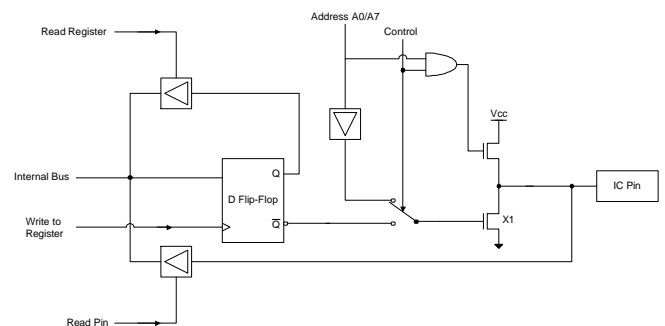 Address A0/A7
Read Register
Control
Vcc
Internal Bus
Q
IC Pin
D Flip-Flop
Write to
Register
Q
X1
Read Pin